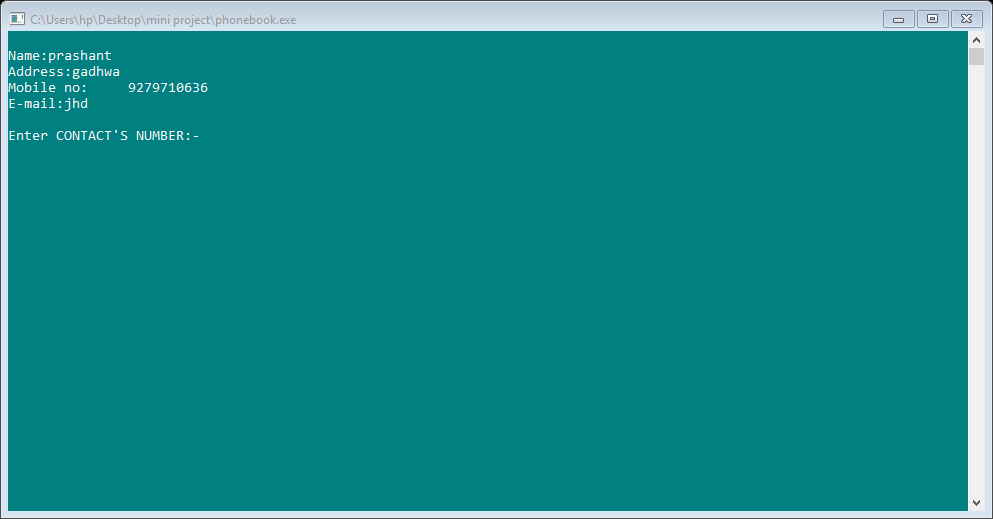 C:\Users\hp\Desktop\mini project\phonebook.exe
Name:prashant
Address:gadhwa
Mobile no:     9279710636
E-mail:jhd
Enter CONTACT'S NUMBER:-